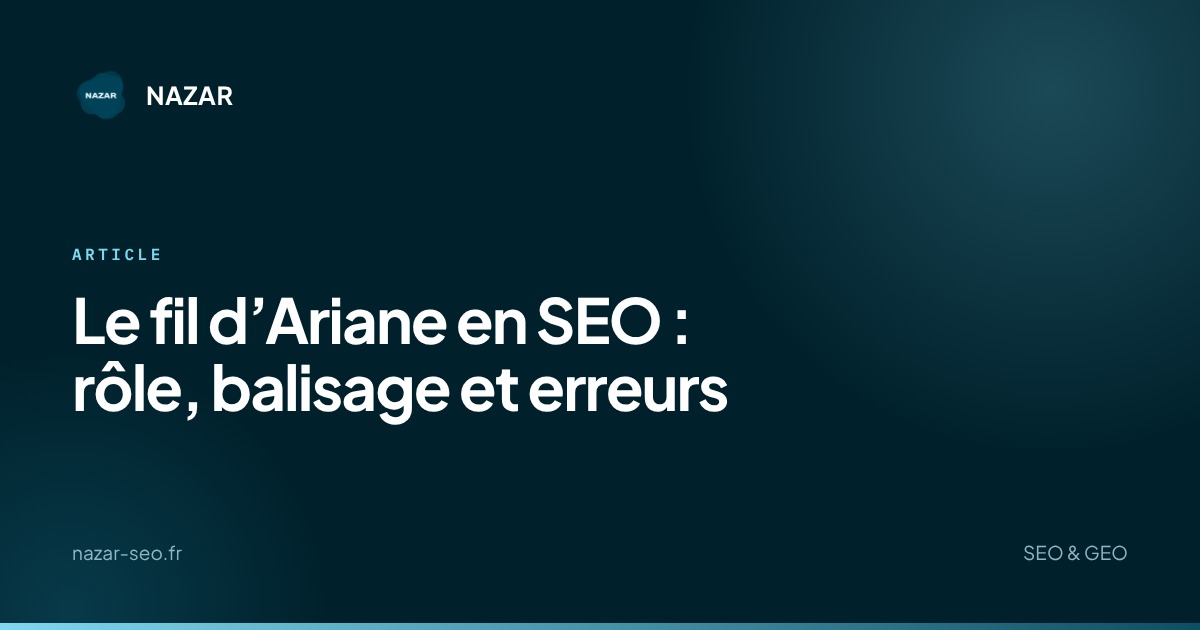 NAZAR
NAZAR
ARTICLE
Le fil d’Ariane en SEO :
rôle, balisage et erreurs
nazar-seo.fr
SEO & GEO